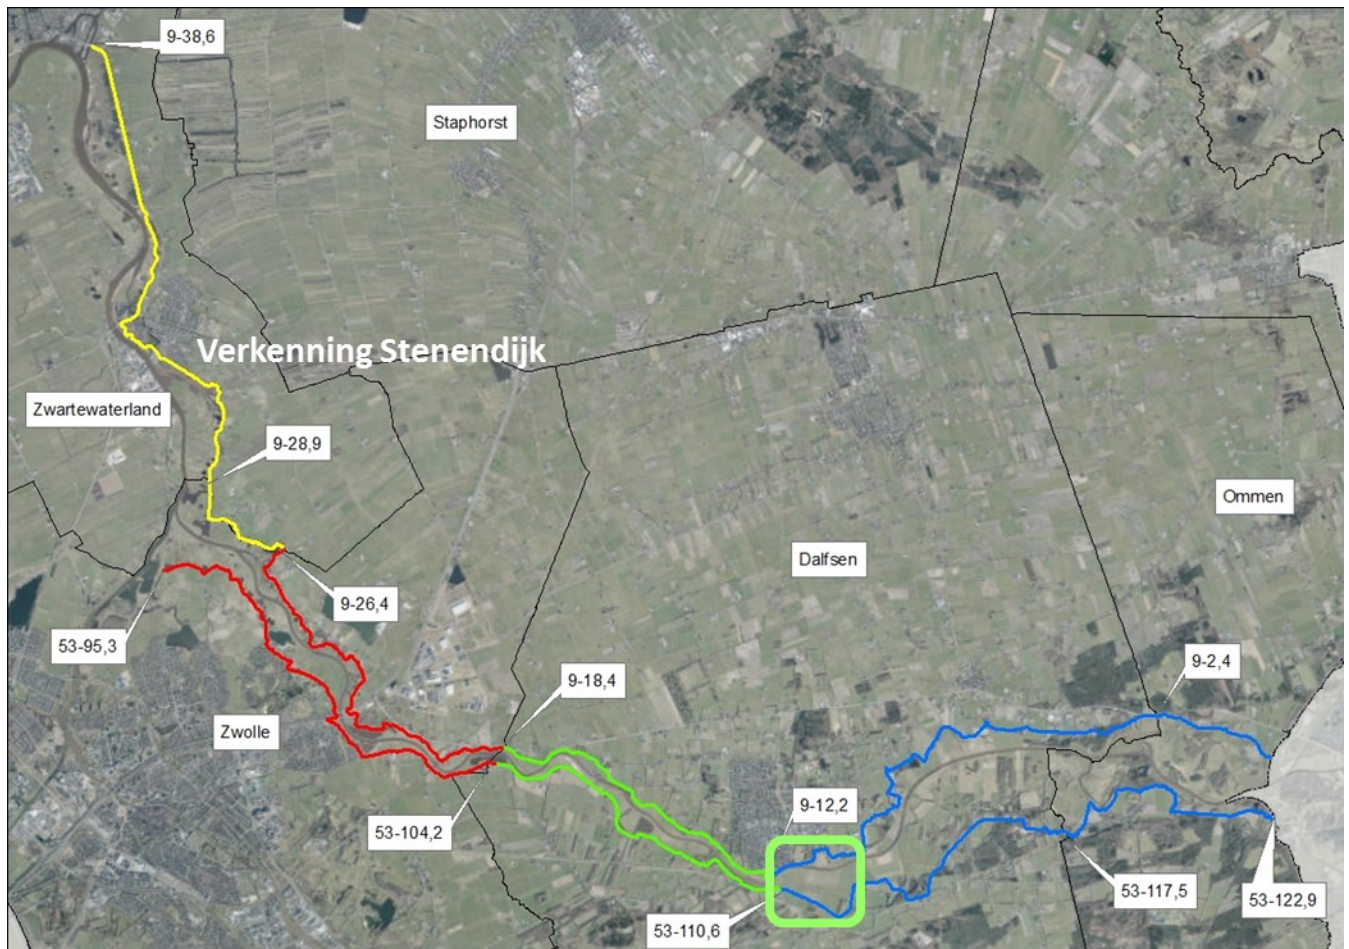 9-38,6
Staphorst
Verkenning Stenendijk
Zwartewaterland
9-28,9
Ommen
Dalfsen
9-26,4
53-95,3
9-2,4
9-18,4
Zwolle
9-12,2
53-104,2
53-117,5
53-122,9
53-110,6